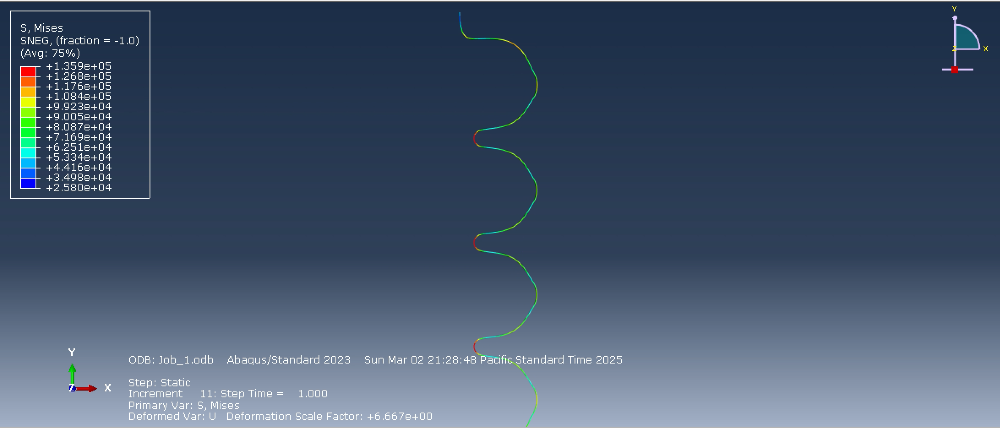 S, Mises
SNEG, (fraction = -1.0)
(Avg: 75%)
+1.359e+05
+1.268e+05
+1.176e+05
+1.084e+05
+9.923e+04
+9.005e+04
+8.087e+04
+7.169e+04
+6.251e+04
+5.334e+04
+4.416e+04
+3.498e+04
+2.580e+04
Y
Z
X
Y
Z
X
ODB: Job_1.odb Abaqus/Standard 2023 Sun Mar 02 21:28:48 Pacific Standard Time 2025
Step: Static
Increment 11: Step Time = 1.000
Primary Var: S, Mises
Deformed Var: U Deformation Scale Factor: +6.667e+00